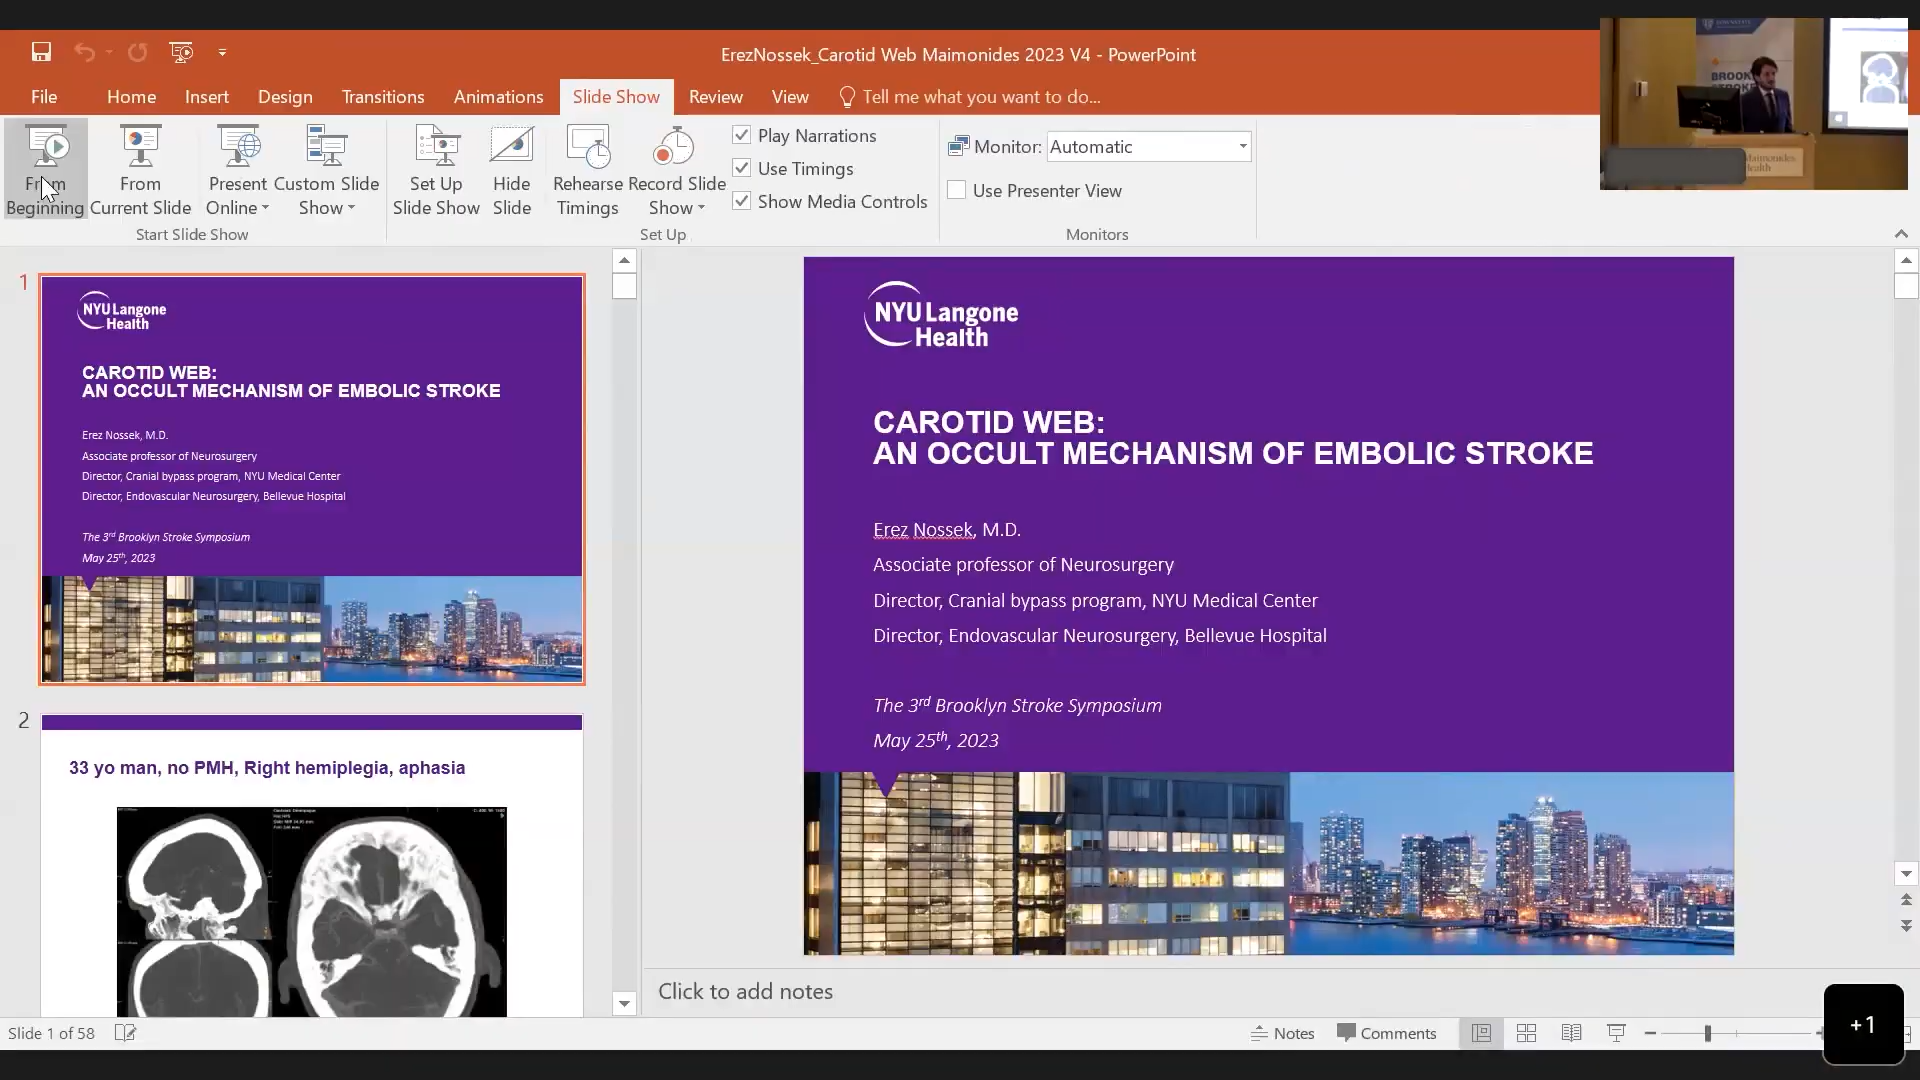 ErezNossek_Carotid Web Maimonides 2023 V4 - PowerPoint
File Home Insert Design Transitions Animations Slide Show Review View Tell me what you want to do...
From Beginning
From Current Slide
Present Online
Custom Slide Show
Start Slide Show
Set Up Slide Show
Hide Slide
Rehearse Timings
Record Slide Show
Play Narrations
Use Timings
Show Media Controls
Set Up
Monitor: Automatic
Use Presenter View
Monitors
BROOK
Maimonides
Health
1
NYU Langone
Health
CAROTID WEB:
AN OCCULT MECHANISM OF EMBOLIC STROKE
Erez Nossek, M.D.
Associate professor of Neurosurgery
Director, Cranial bypass program, NYU Medical Center
Director, Endovascular Neurosurgery, Bellevue Hospital
The 3rd Brooklyn Stroke Symposium
May 25th, 2023
2
33 yo man, no PMH, Right hemiplegia, aphasia
NYU Langone
Health
CAROTID WEB:
AN OCCULT MECHANISM OF EMBOLIC STROKE
Erez Nossek, M.D.
Associate professor of Neurosurgery
Director, Cranial bypass program, NYU Medical Center
Director, Endovascular Neurosurgery, Bellevue Hospital
The 3rd Brooklyn Stroke Symposium
May 25th, 2023
Click to add notes
Slide 1 of 58
Notes Comments
+1